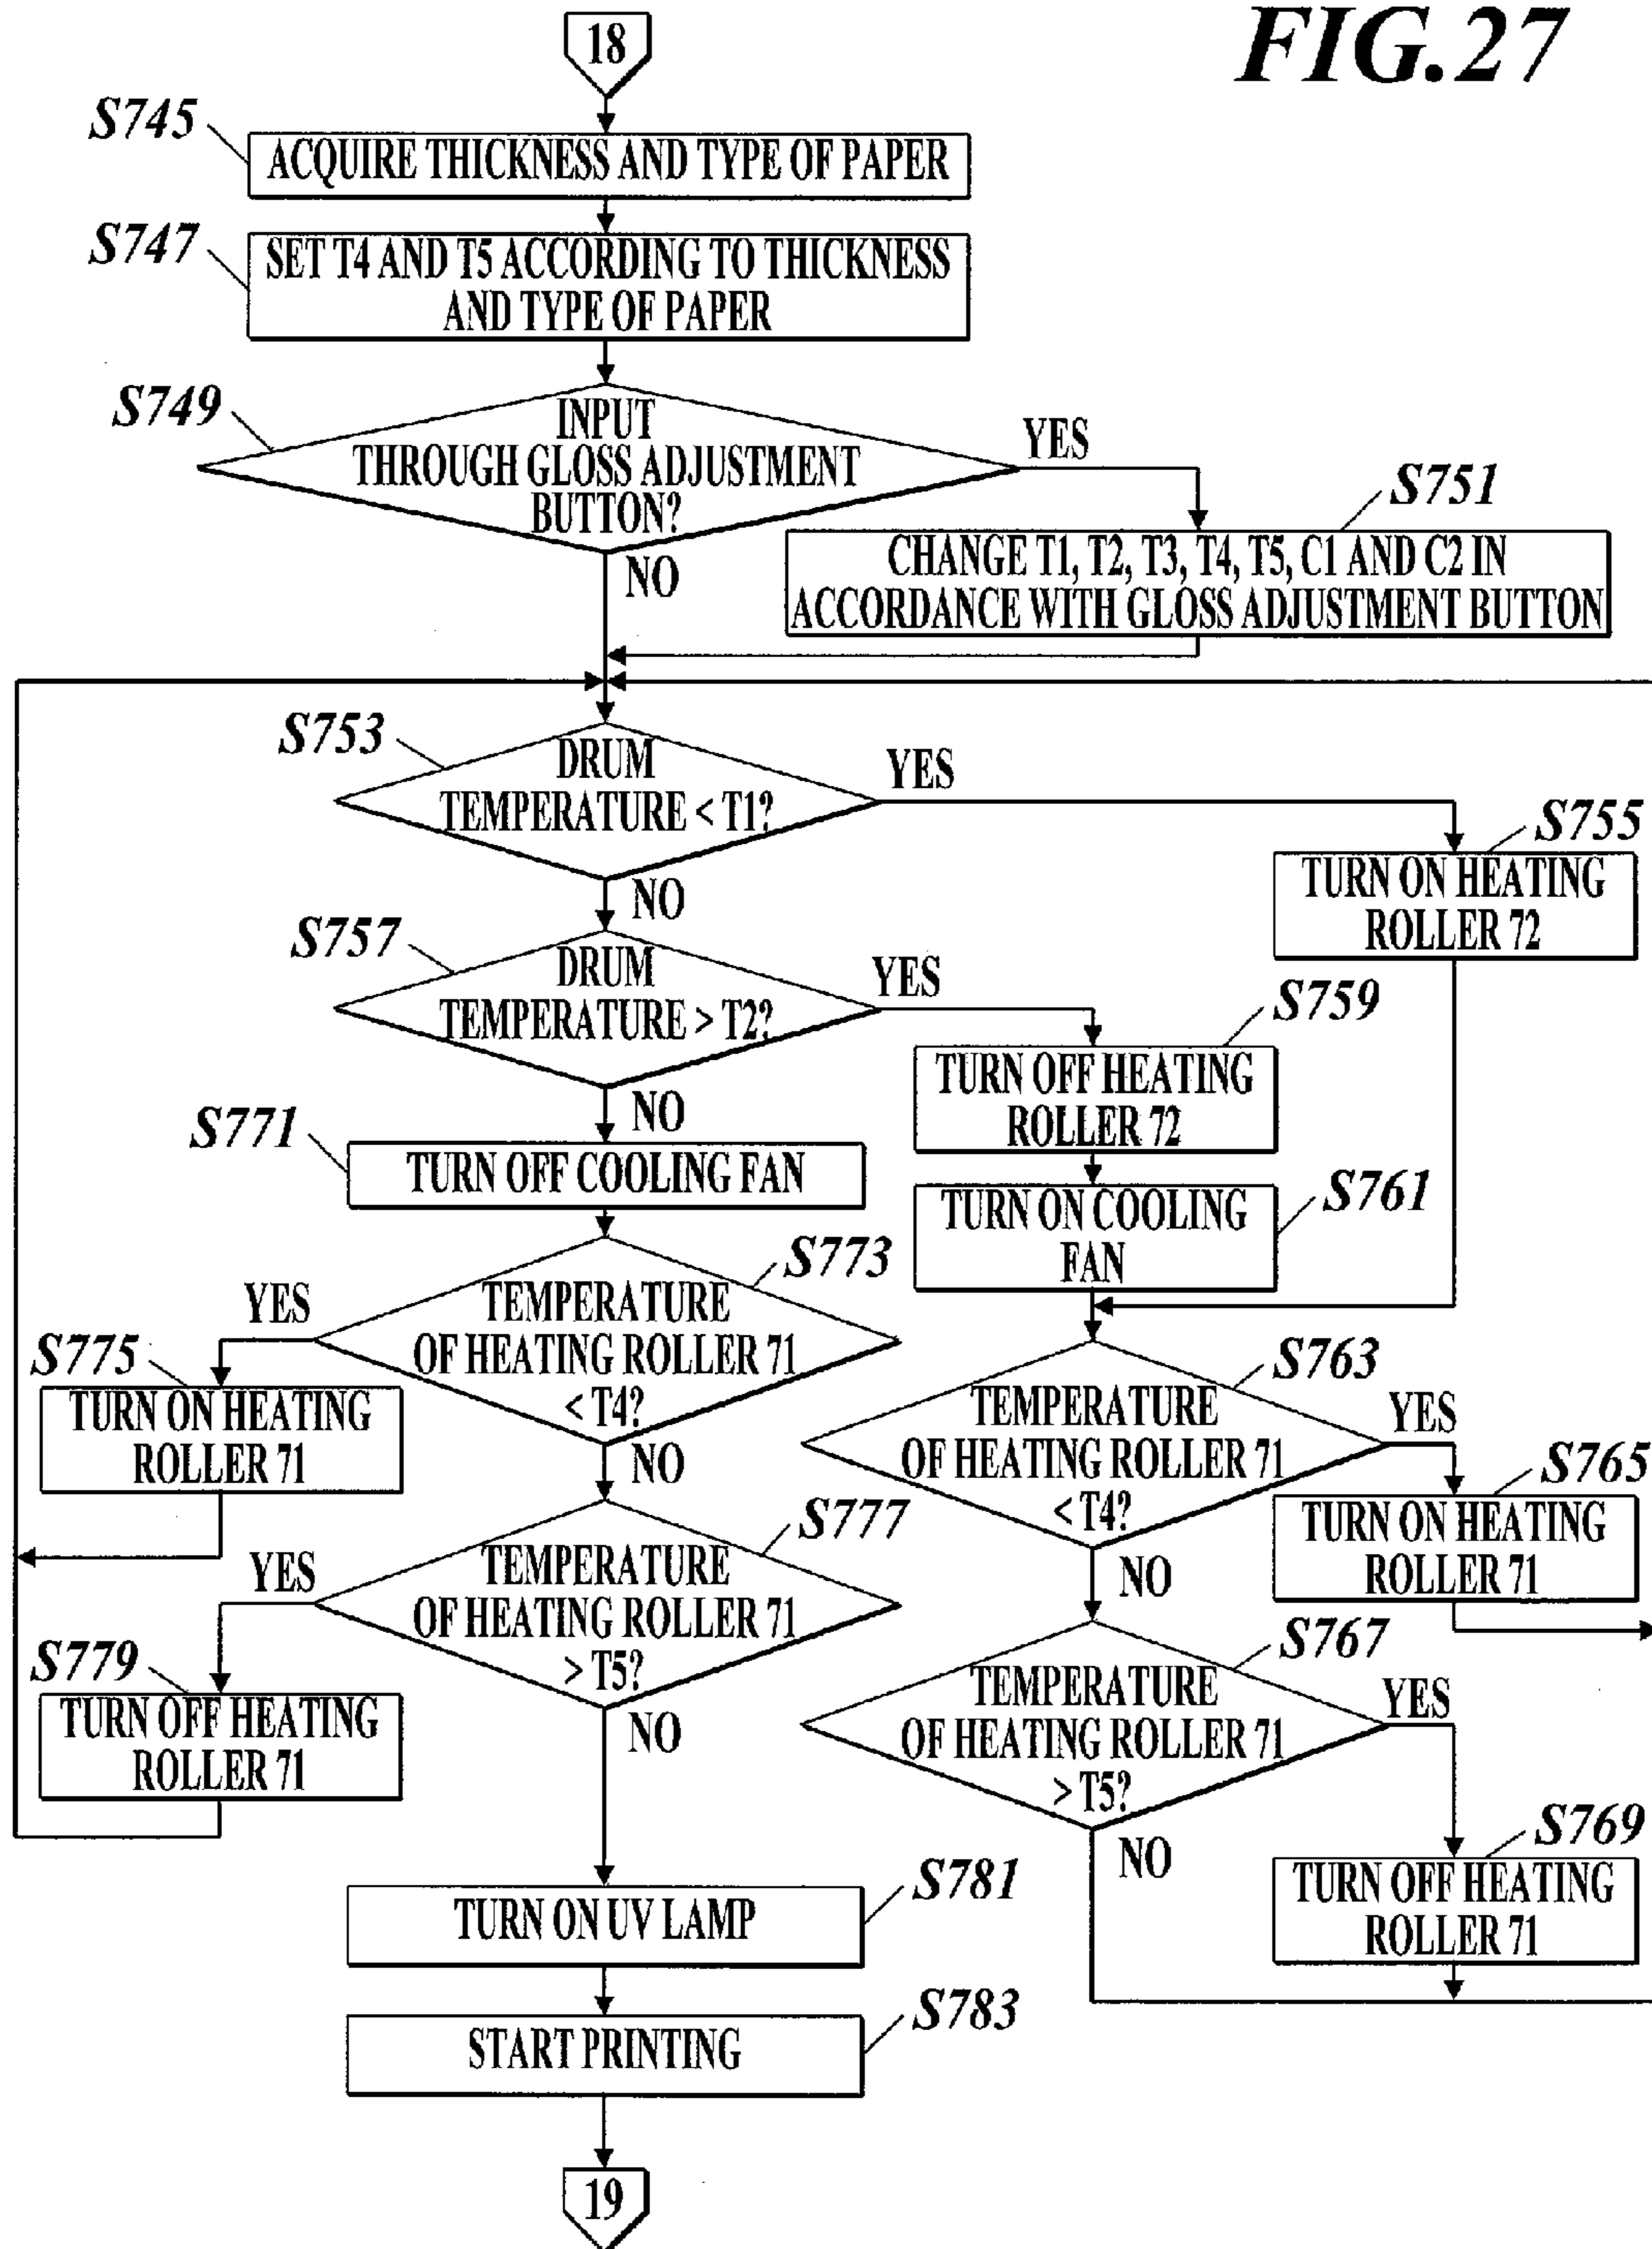 FIG.27
18
S745
ACQUIRE THICKNESS AND TYPE OF PAPER
S747
SET T4 AND T5 ACCORDING TO THICKNESS
AND TYPE OF PAPER
S749
INPUT
THROUGH GLOSS ADJUSTMENT
BUTTON?
YES
NO
S751
CHANGE T1, T2, T3, T4, T5, C1 AND C2 IN
ACCORDANCE WITH GLOSS ADJUSTMENT BUTTON
S753
DRUM
TEMPERATURE < T1?
YES
NO
S755
TURN ON HEATING
ROLLER 72
S757
DRUM
TEMPERATURE > T2?
YES
NO
S759
TURN OFF HEATING
ROLLER 72
S761
TURN ON COOLING
FAN
S771
TURN OFF COOLING FAN
S773
TEMPERATURE
OF HEATING ROLLER 71
< T4?
YES
NO
S775
TURN ON HEATING
ROLLER 71
S763
TEMPERATURE
OF HEATING ROLLER 71
< T4?
YES
NO
S765
TURN ON HEATING
ROLLER 71
S777
TEMPERATURE
OF HEATING ROLLER 71
> T5?
YES
NO
S779
TURN OFF HEATING
ROLLER 71
S767
TEMPERATURE
OF HEATING ROLLER 71
> T5?
YES
NO
S769
TURN OFF HEATING
ROLLER 71
S781
TURN ON UV LAMP
S783
START PRINTING
19